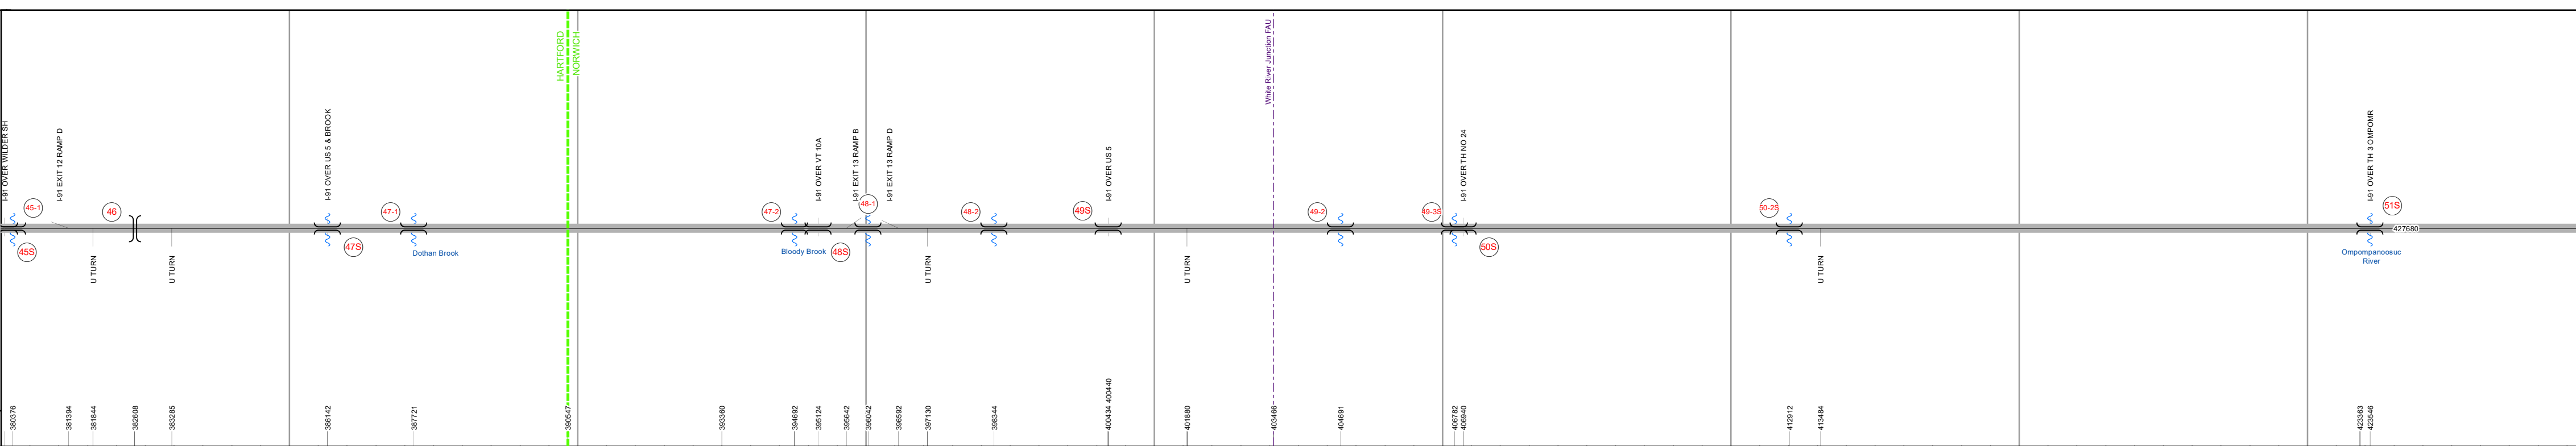 HARTFORD
NORWICH
White River Junction FAU
I-91 OVER WILDER SH
I-91 EXIT 12 RAMP D
I-91 OVER US 5 & BROOK
I-91 OVER VT 10A
I-91 EXIT 13 RAMP B
I-91 EXIT 13 RAMP D
I-91 OVER US 5
I-91 OVER TH NO 24
I-91 OVER TH 3 OMPOMR
45-1
46
47-1
47-2
48-1
48-2
49S
49-2
49-3S
50-2S
51S
427680
45S
47S
48S
50S
Dothan Brook
Bloody Brook
Ompompanoosuc
River
U TURN
U TURN
U TURN
U TURN
U TURN
380376
381394
381844
382608
383285
386142
387721
390547
393360
394692
395124
395642
396042
396592
397130
398344
400434 400440
401880
403466
404691
406782
406940
412912
413484
423363
423546